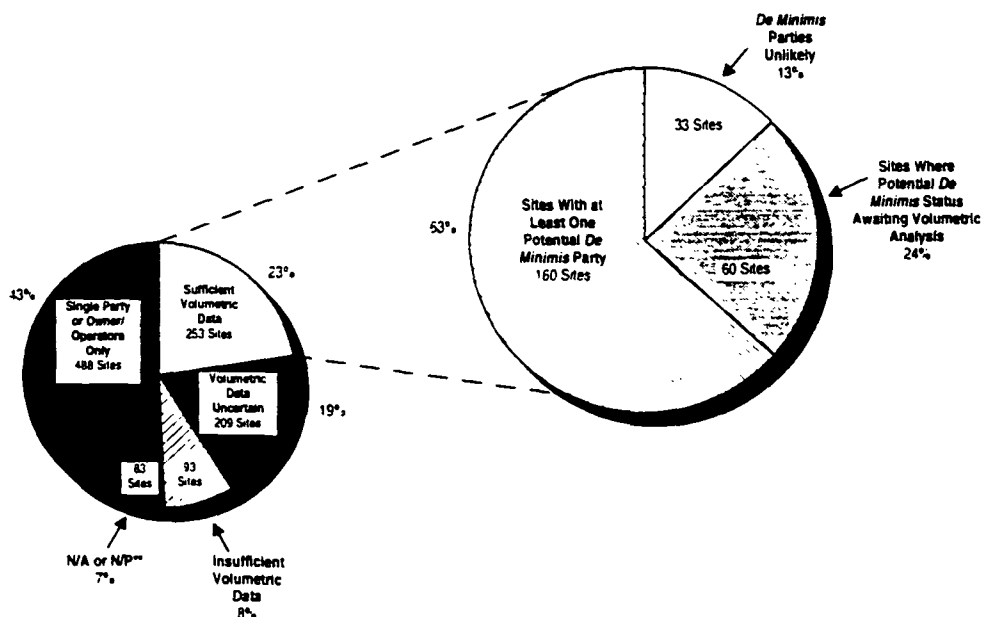 De Minimis
Parties
Unlikely
13%
33 Sites
Sites Where
Potential De
Minimis Status
Awaiting Volumetric
Analysis
24%
60 Sites
63%
Sites With at
Least One
Potential De
Minimis Party
160 Sites
43%
Single Party
or Owner/
Operators
Only
488 Sites
23%
Sufficient
Volumetric
Data
253 Sites
19%
Volumetric
Data
Uncertain
209 Sites
83
Sites
93
Sites
N/A or N/P**
7%
Insufficient
Volumetric
Data
8%